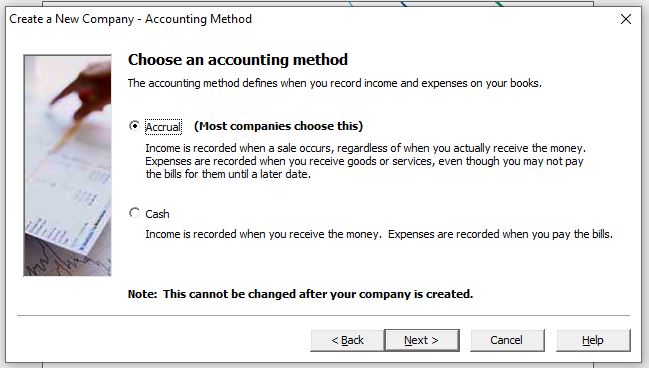 Create a New Company - Accounting Method
Choose an accounting method
The accounting method defines when you record income and expenses on your books.
Accrual (Most companies choose this)
Income is recorded when a sale occurs, regardless of when you actually receive the money.
Expenses are recorded when you receive goods or services, even though you may not pay
the bills for them until a later date.
Cash
Income is recorded when you receive the money. Expenses are recorded when you pay the bills.
Note: This cannot be changed after your company is created.
< Back Next > Cancel Help